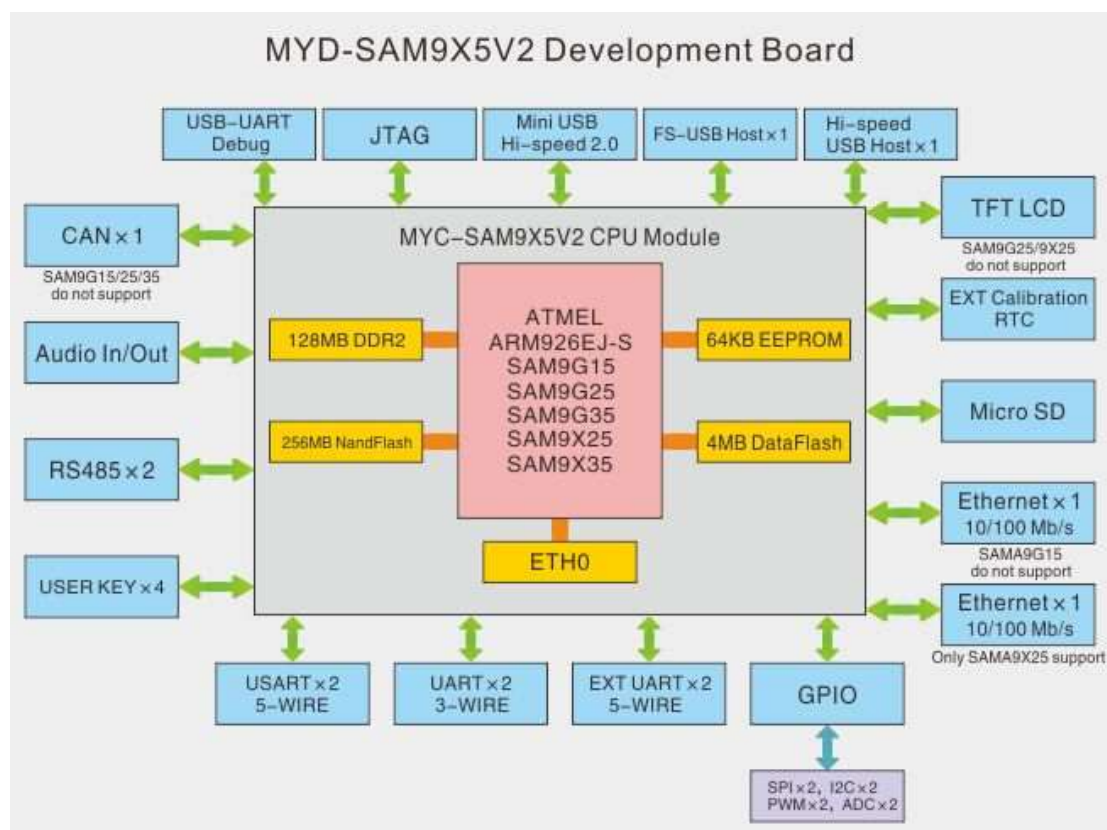 MYD-SAM9X5V2 Development Board
USB-UART
Debug
JTAG
Mini USB
Hi-speed 2.0
FS-USB Host×1
Hi-speed
USB Host×1
CAN×1
SAM9G15/25/35
do not support
Audio In/Out
RS485×2
USER KEY×4
MYC-SAM9X5V2 CPU Module
128MB DDR2
256MB NandFlash
ATMEL
ARM926EJ-S
SAM9G15
SAM9G25
SAM9G35
SAM9X25
SAM9X35
64KB EEPROM
4MB DataFlash
ETH0
TFT LCD
SAM9G25/9X25
do not support
EXT Calibration
RTC
Micro SD
Ethernet×1
10/100 Mb/s
SAMA9G15
do not support
Ethernet×1
10/100 Mb/s
Only SAMA9X25 support
USART×2
5-WIRE
UART×2
3-WIRE
EXT UART×2
5-WIRE
GPIO
SPI×2, I2C×2
PWM×2, ADC×2